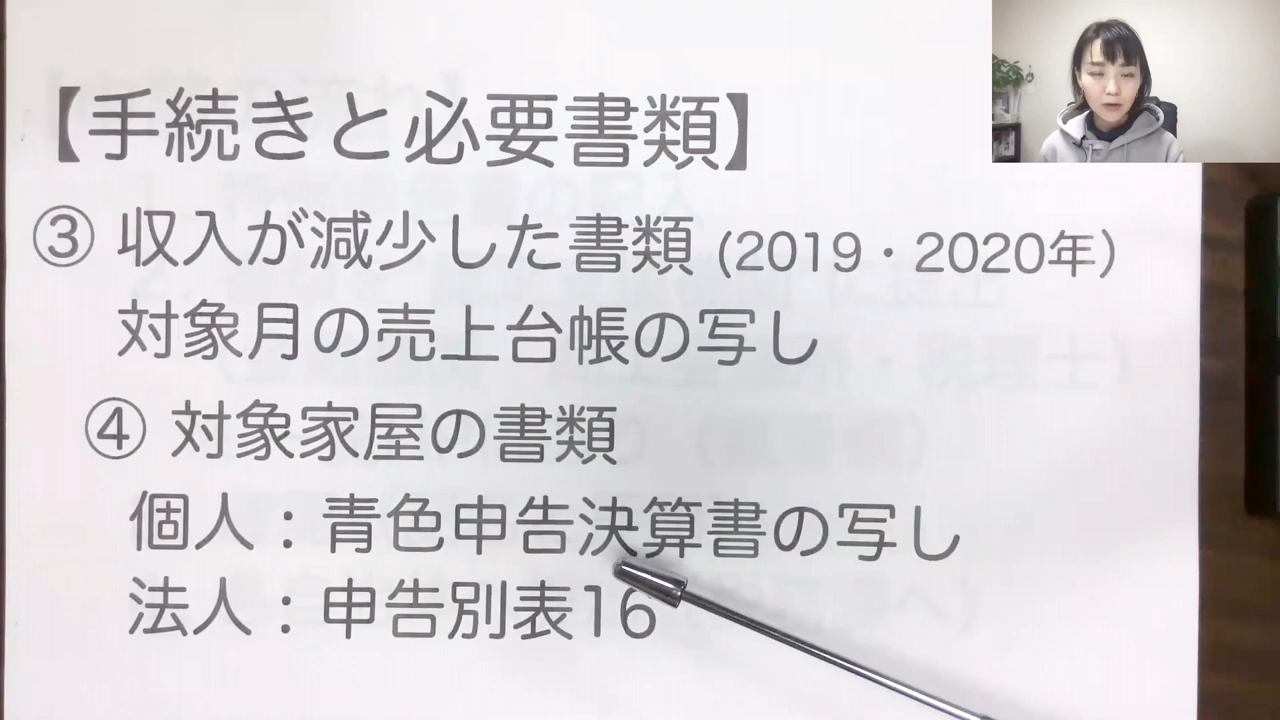 【手続きと必要書類】
③ 収入が減少した書類 (2019・2020年)
対象月の売上台帳の写し
④ 対象家屋の書類
個人：青色申告決算書の写し
法人：申告別表16